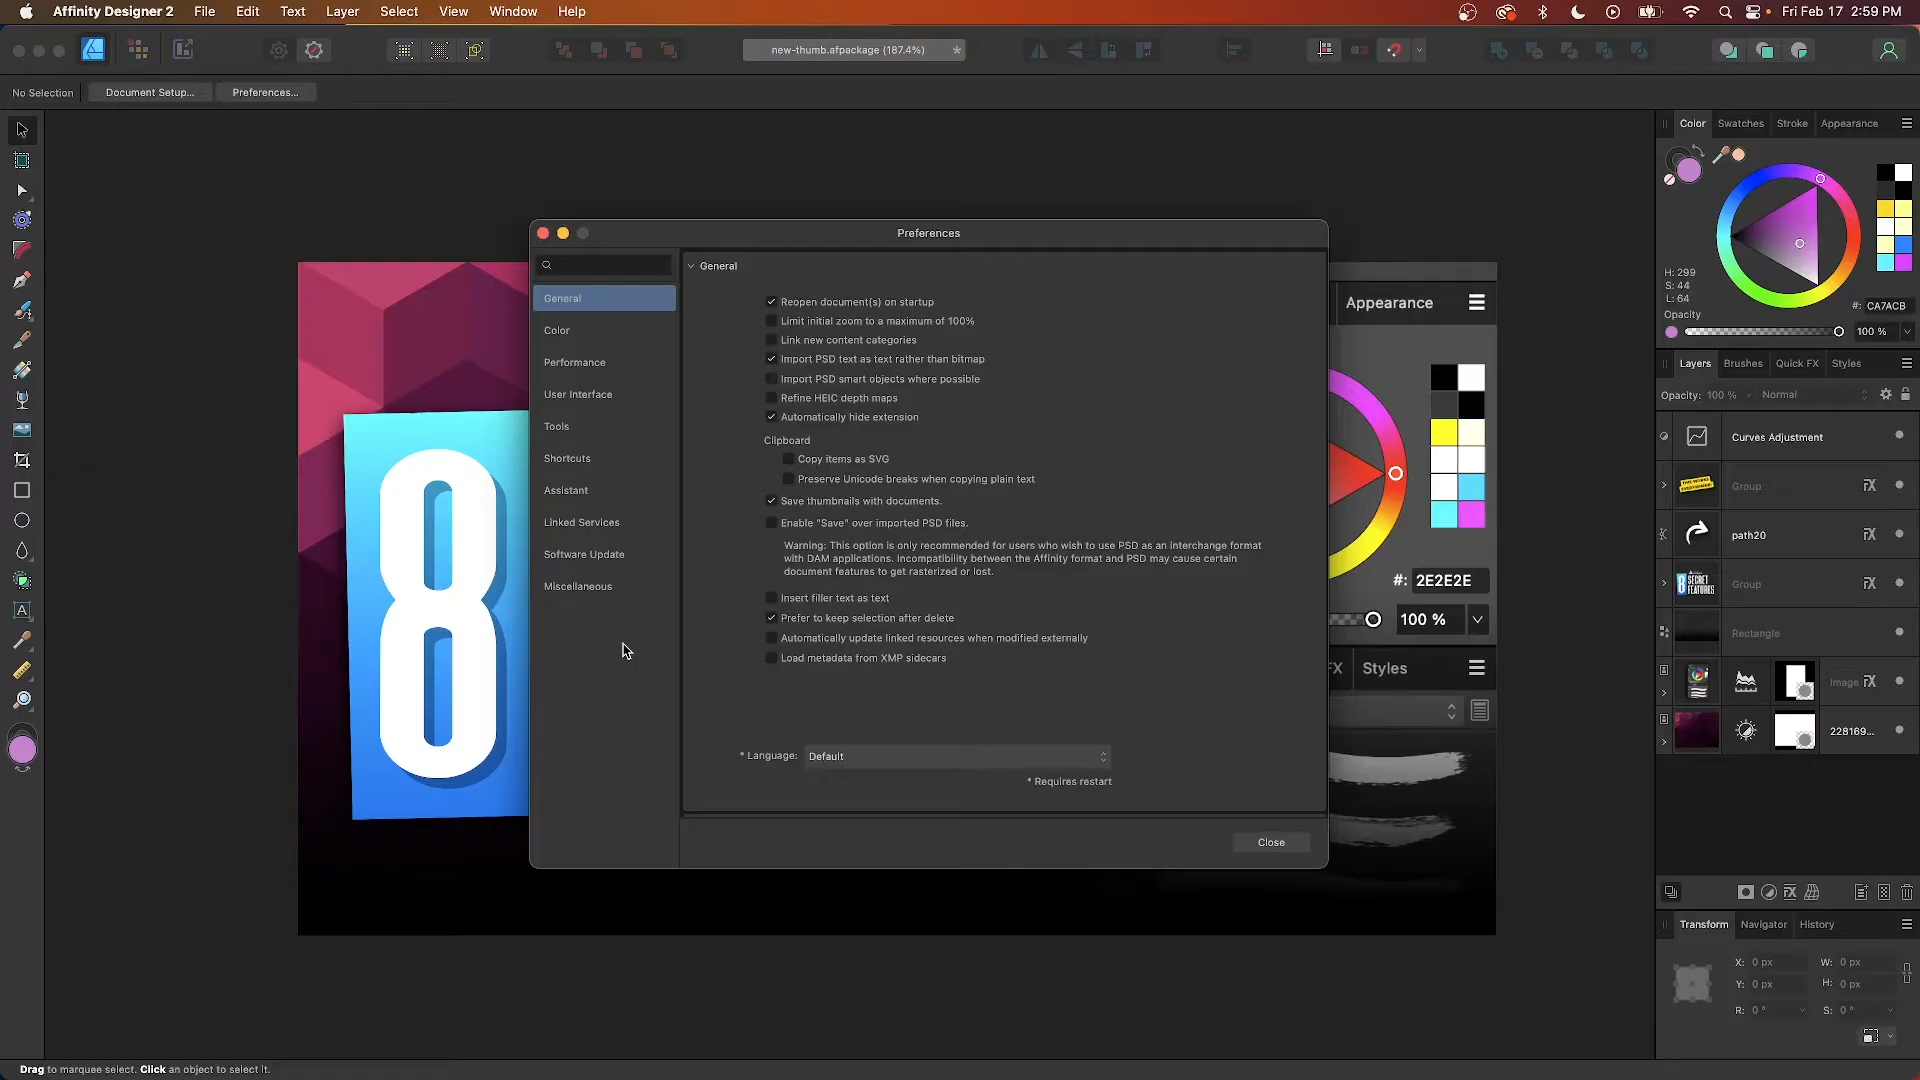 Affinity Designer 2 File Edit Text Layer Select View Window Help Fri Feb 17 2:59 PM
new-thumb.afpackage (187.4%) *
No Selection Document Setup... Preferences...
Color Swatches Stroke Appearance
H: 299
S: 44
L: 64
#: CA7ACB
Opacity
100 %
Preferences
General
General
Color
Performance
User Interface
Tools
Shortcuts
Assistant
Linked Services
Software Update
Miscellaneous
Reopen document(s) on startup
Limit initial zoom to a maximum of 100%
Link new content categories
Import PSD text as text rather than bitmap
Import PSD smart objects where possible
Refine HEIC depth maps
Automatically hide extension
Clipboard
Copy items as SVG
Preserve Unicode breaks when copying plain text
Save thumbnails with documents.
Enable "Save" over imported PSD files.
Warning: This option is only recommended for users who wish to use PSD as an interchange format
with DAM applications. Incompatibility between the Affinity format and PSD may cause certain
document features to get rasterized or lost.
Insert filler text as text
Prefer to keep selection after delete
Automatically update linked resources when modified externally
Load metadata from XMP sidecars
* Language: Default
* Requires restart
Close
8
Appearance
#: 2E2E2E
100 %
FX Styles
Layers Brushes Quick FX Styles
Opacity: 100 % Normal
Curves Adjustment
Group FX
path20 FX
8 SECRET FEATURES
Group FX
Rectangle
Image FX
228169...
Transform Navigator History
X: 0 px W: 0 px
Y: 0 px H: 0 px
R: 0 ° S: 0 °
Drag to marquee select. Click an object to select it.